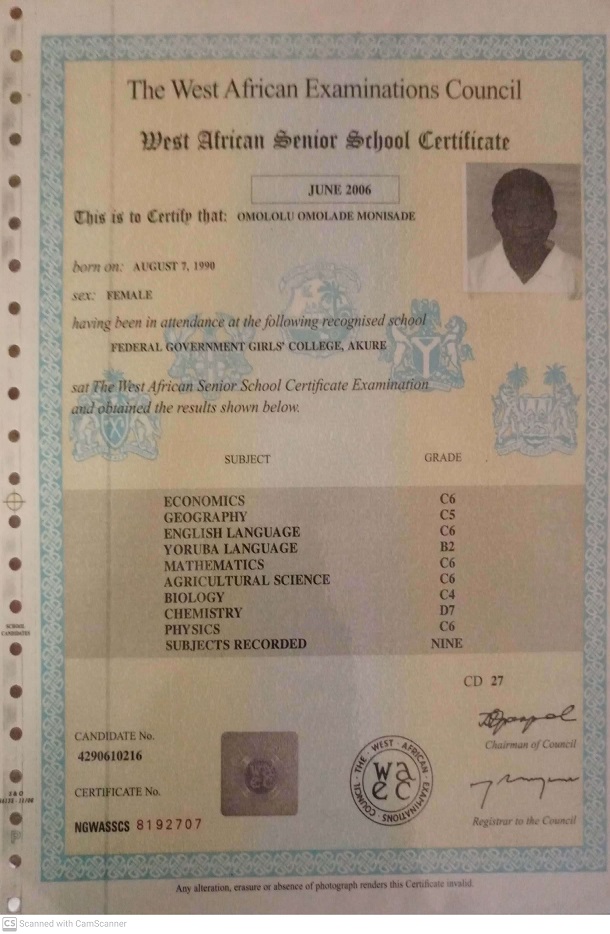 The West African Examinations Council
West African Senior School Certificate
JUNE 2006
This is to Certify that: OMOLOLU OMOLADE MONISADE
born on: AUGUST 7, 1990
sex: FEMALE
having been in attendance at the following recognised school
FEDERAL GOVERNMENT GIRLS' COLLEGE, AKURE
sat The West African Senior School Certificate Examination
and obtained the results shown below.
SUBJECT GRADE
ECONOMICS C6
GEOGRAPHY C5
ENGLISH LANGUAGE C6
YORUBA LANGUAGE B2
MATHEMATICS C6
AGRICULTURAL SCIENCE C6
BIOLOGY C4
CHEMISTRY D7
PHYSICS C6
SUBJECTS RECORDED NINE
SCHOOL
CANDIDATES
CD 27
Chairman of Council
CANDIDATE No.
4290610216
THE WEST AFRICAN EXAMINATIONS COUNCIL
waec
CERTIFICATE No.
Registrar to the Council
NGWASSCS 8192707
Any alteration, erasure or absence of photograph renders this Certificate invalid.
CS Scanned with CamScanner